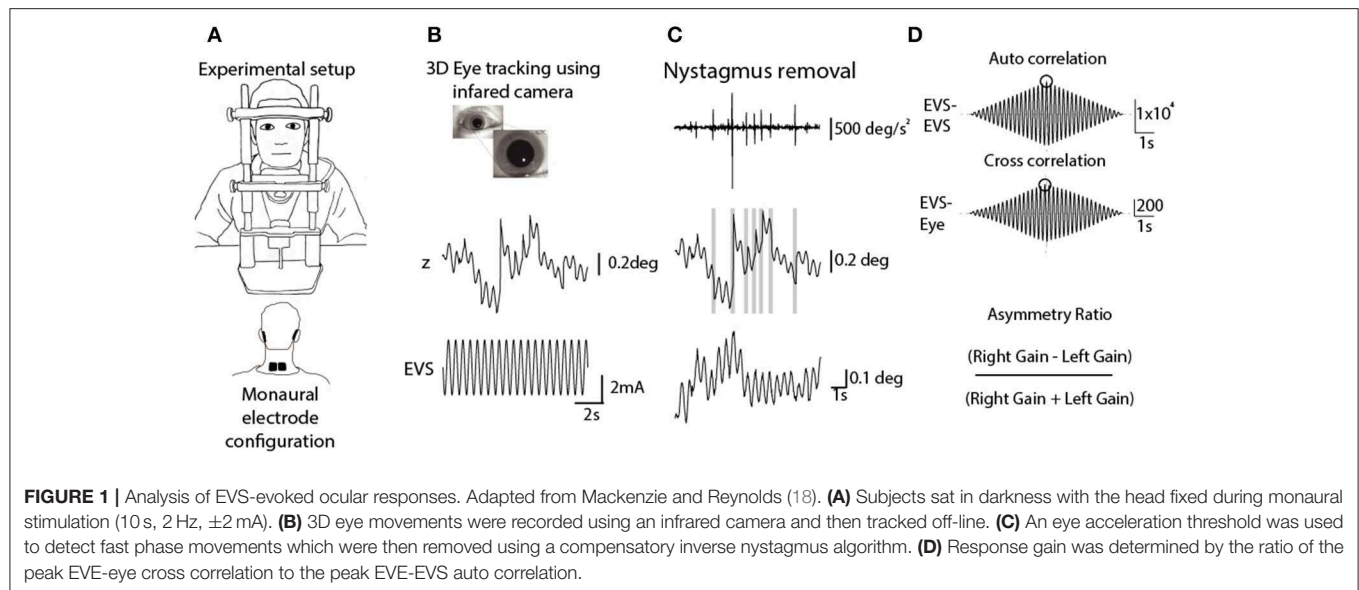 A
Experimental setup
Monaural
electrode
configuration
B
3D Eye tracking using
infared camera
z
0.2deg
EVS
2mA
2s
C
Nystagmus removal
500 deg/s²
0.2 deg
0.1 deg
1s
D
Auto correlation
EVS-
EVS
1x10⁴
1s
Cross correlation
EVS-
Eye
200
1s
Asymmetry Ratio
(Right Gain - Left Gain)
(Right Gain + Left Gain)
FIGURE 1 | Analysis of EVS-evoked ocular responses. Adapted from Mackenzie and Reynolds (18). (A) Subjects sat in darkness with the head fixed during monaural
stimulation (10 s, 2 Hz, ±2 mA). (B) 3D eye movements were recorded using an infrared camera and then tracked off-line. (C) An eye acceleration threshold was used
to detect fast phase movements which were then removed using a compensatory inverse nystagmus algorithm. (D) Response gain was determined by the ratio of the
peak EVE-eye cross correlation to the peak EVE-EVS auto correlation.